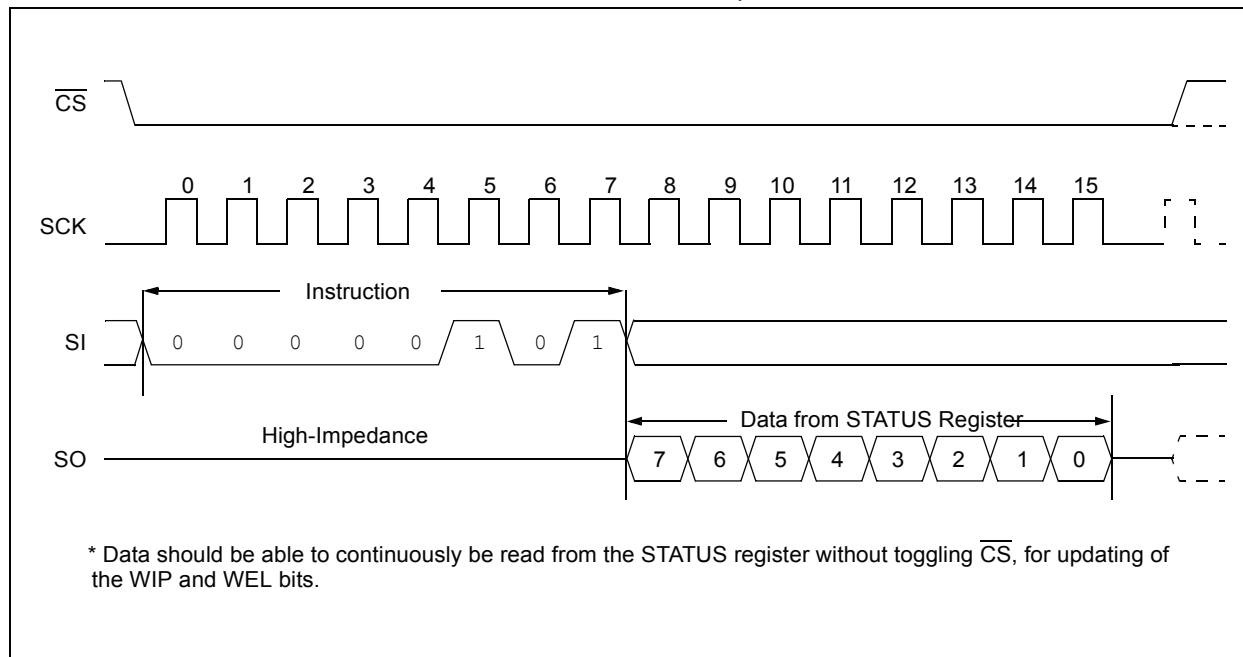 CS
0 1 2 3 4 5 6 7 8 9 10 11 12 13 14 15
SCK
Instruction
SI 0 0 0 0 0 1 0 1
Data from STATUS Register
High-Impedance
SO 7 6 5 4 3 2 1 0
* Data should be able to continuously be read from the STATUS register without toggling CS, for updating of
the WIP and WEL bits.